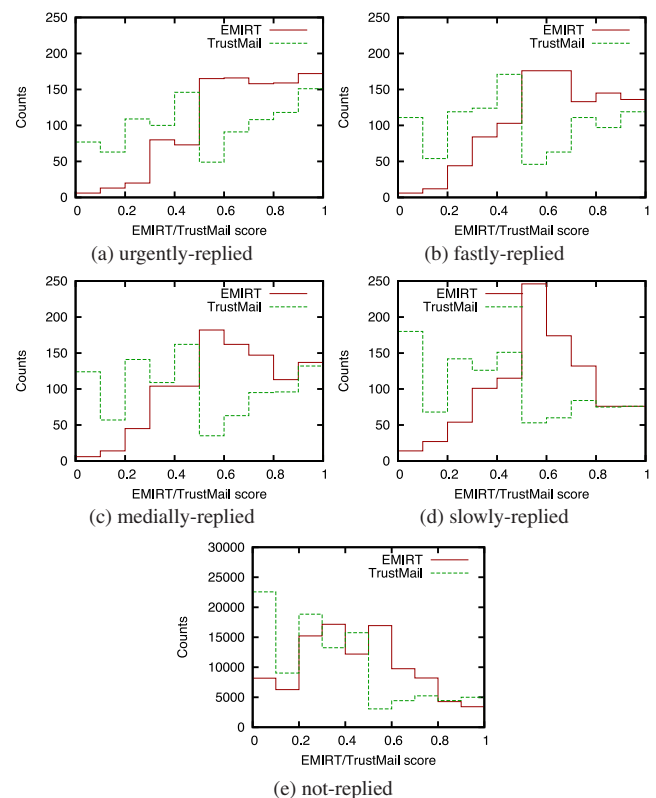 250
200
150
100
50
0
Counts
EMIRT
TrustMail
0 0.2 0.4 0.6 0.8 1
EMIRT/TrustMail score
(a) urgently-replied
250
200
150
100
50
0
Counts
EMIRT
TrustMail
0 0.2 0.4 0.6 0.8 1
EMIRT/TrustMail score
(b) fastly-replied
250
200
150
100
50
0
Counts
EMIRT
TrustMail
0 0.2 0.4 0.6 0.8 1
EMIRT/TrustMail score
(c) medially-replied
250
200
150
100
50
0
Counts
EMIRT
TrustMail
0 0.2 0.4 0.6 0.8 1
EMIRT/TrustMail score
(d) slowly-replied
30000
25000
20000
15000
10000
5000
0
Counts
EMIRT
TrustMail
0 0.2 0.4 0.6 0.8 1
EMIRT/TrustMail score
(e) not-replied